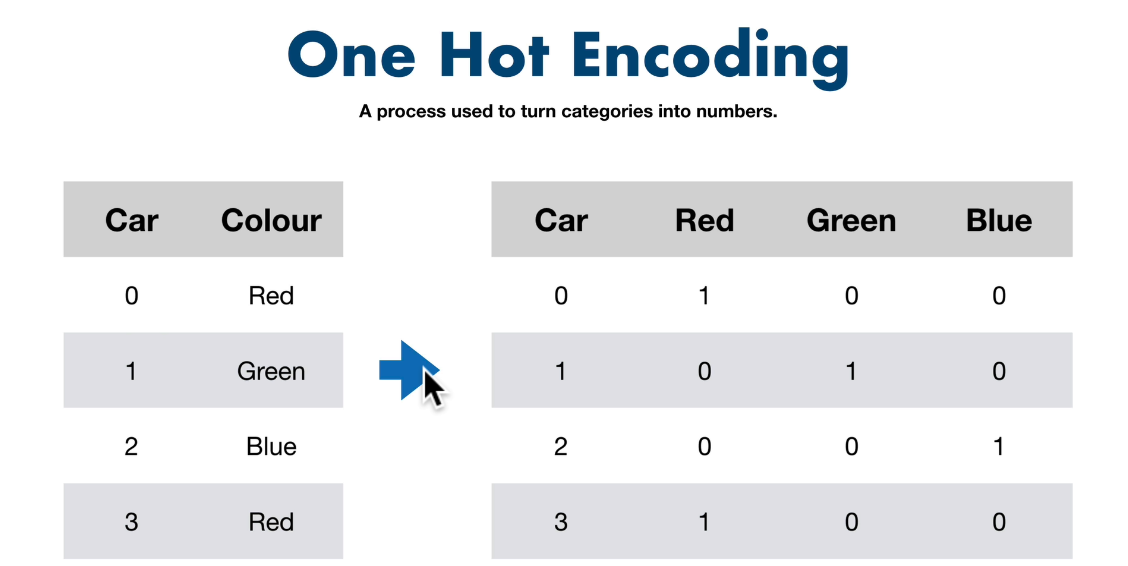 One Hot Encoding
A process used to turn categories into numbers.
Car Colour
0 Red
1 Green
2 Blue
3 Red
Car Red Green Blue
0 1 0 0
1 0 1 0
2 0 0 1
3 1 0 0